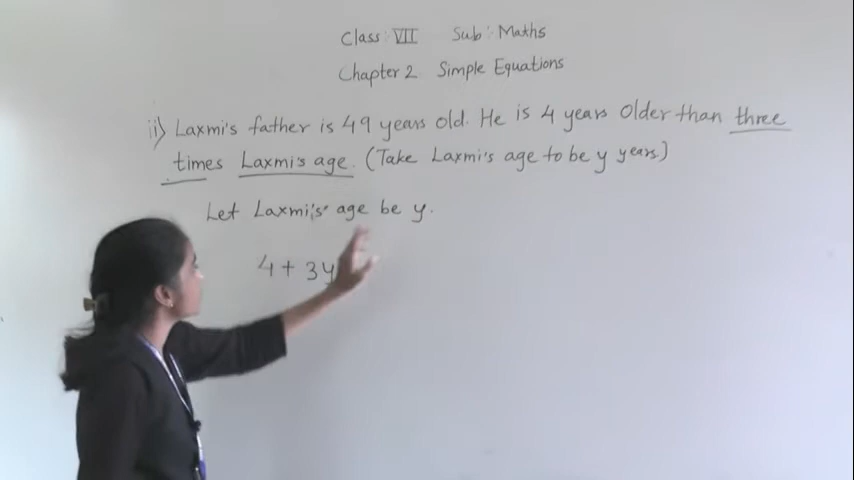 Class: VII Sub: Maths
Chapter 2 Simple Equations
ii) Laxmi's father is 49 years old. He is 4 years Older than three
times Laxmi's age. (Take Laxmi's age to be y years)
Let Laxmi's age be y.
4 + 3y